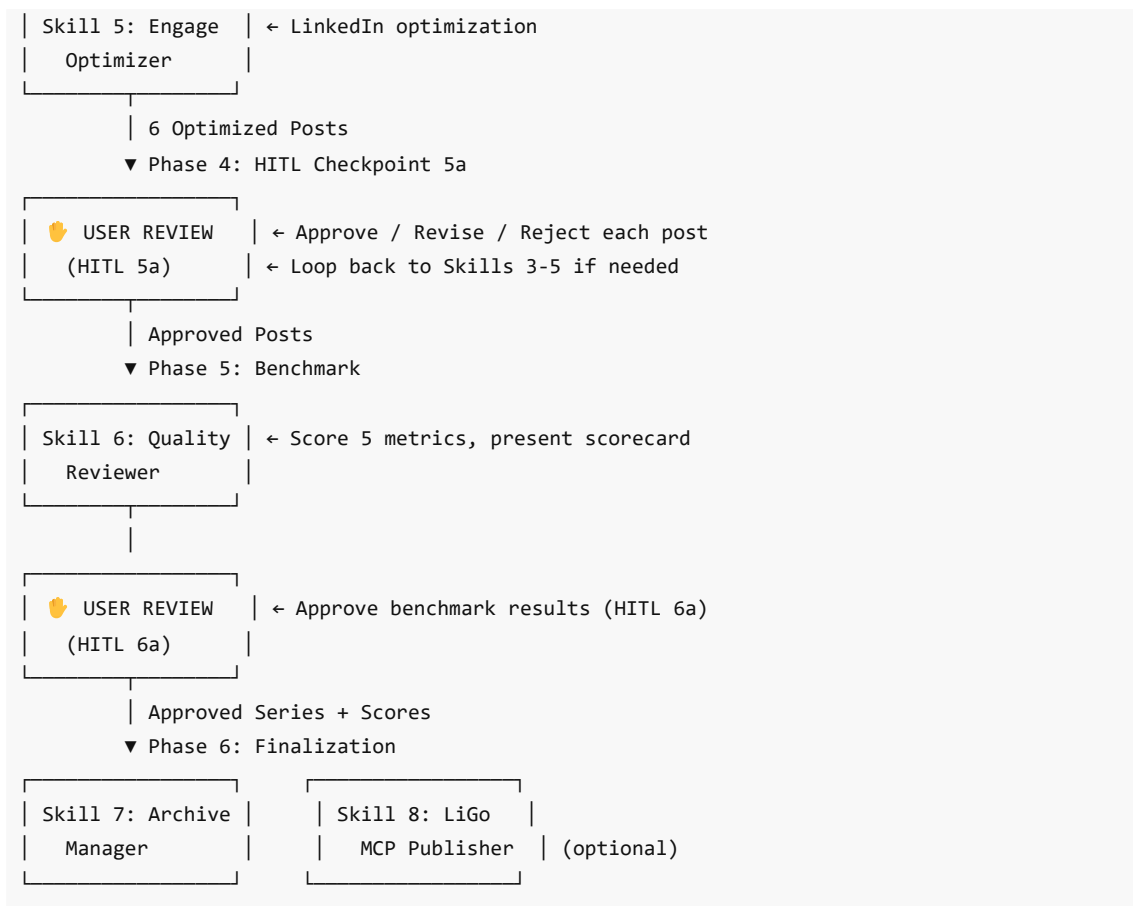 Skill 5: Engage ← LinkedIn optimization
Optimizer
6 Optimized Posts
▼ Phase 4: HITL Checkpoint 5a
✋ USER REVIEW ← Approve / Revise / Reject each post
(HITL 5a) ← Loop back to Skills 3-5 if needed
Approved Posts
▼ Phase 5: Benchmark
Skill 6: Quality ← Score 5 metrics, present scorecard
Reviewer
✋ USER REVIEW ← Approve benchmark results (HITL 6a)
(HITL 6a)
Approved Series + Scores
▼ Phase 6: Finalization
Skill 7: Archive Skill 8: LiGo
Manager MCP Publisher (optional)